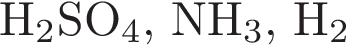 H₂SO₄, NH₃, H₂